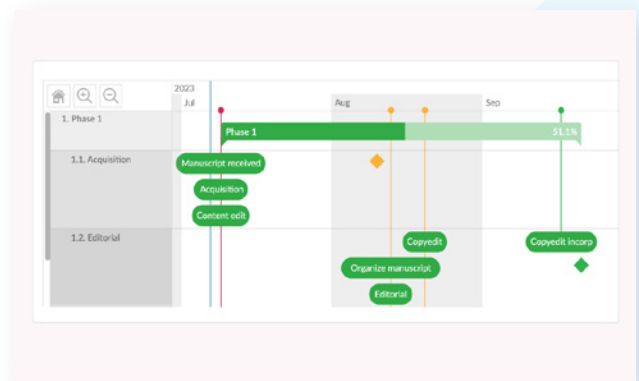 2023
Jul
Aug
Sep
1. Phase 1
Phase 1
51.1%
1.1. Acquisition
Manuscript received
Acquisition
Content edit
1.2. Editorial
Copyedit
Copyedit incorp
Organize manuscript
Editorial